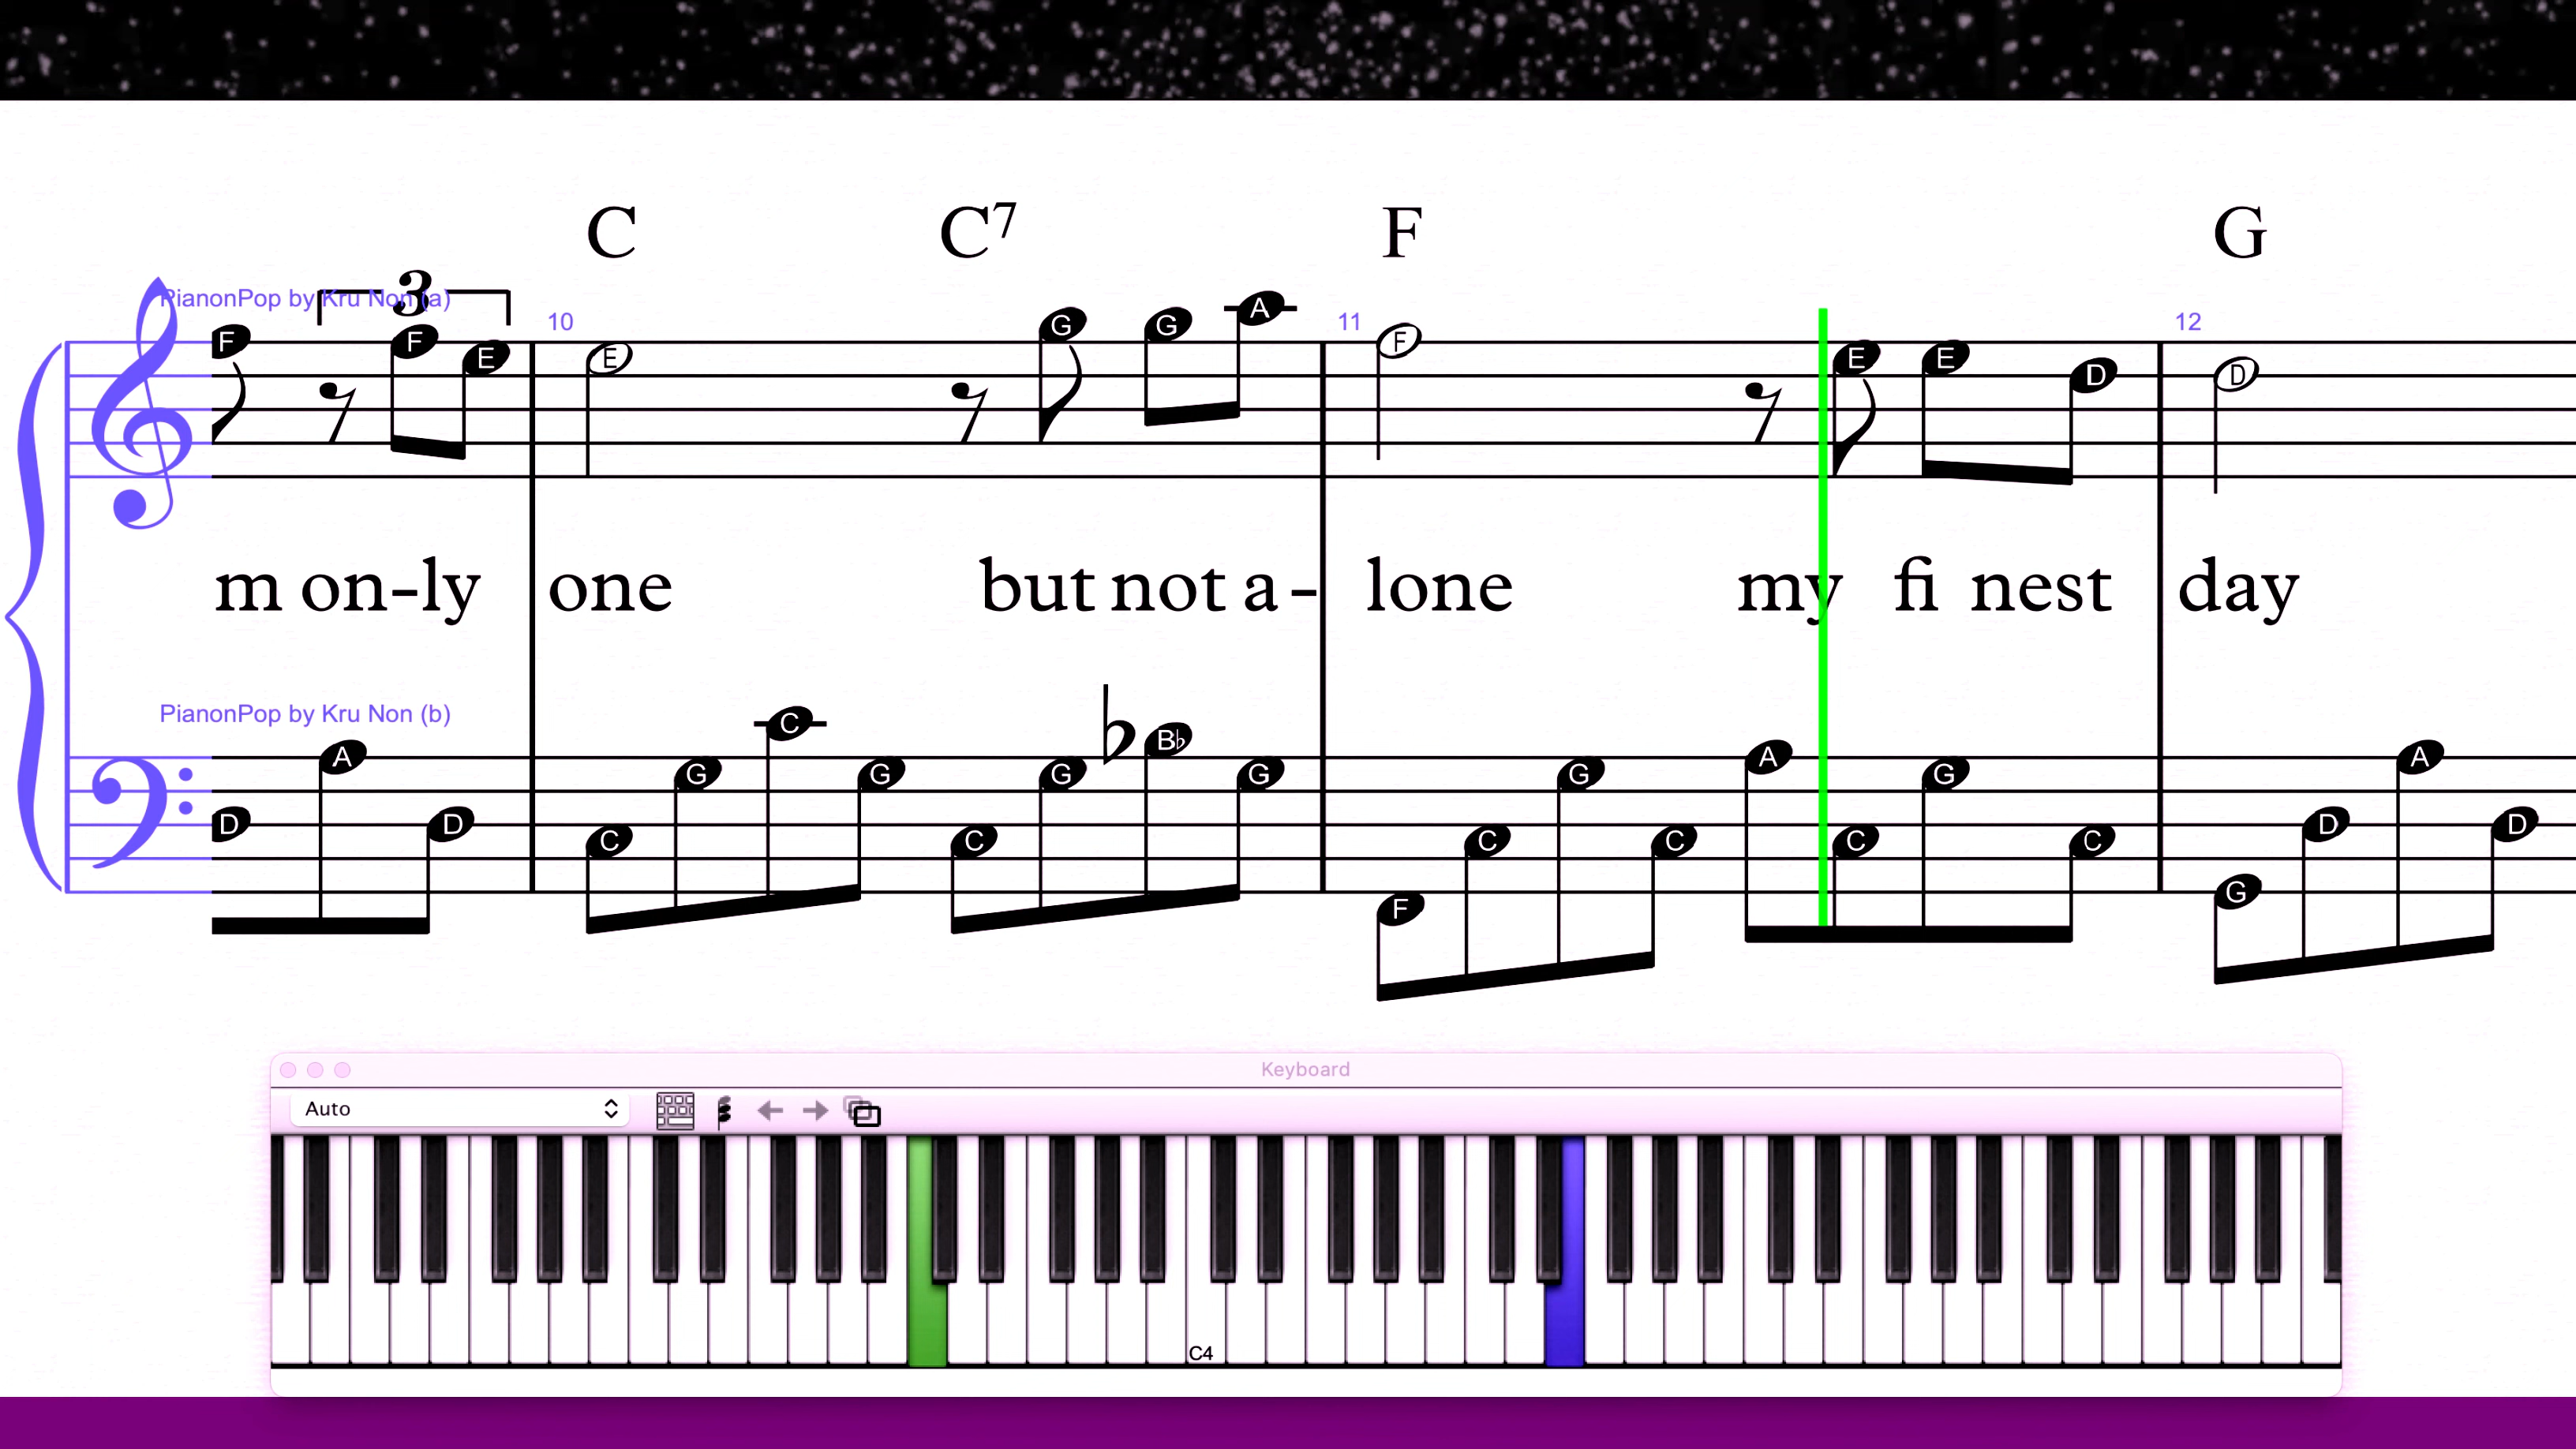 C C7 F G
PianonPop by Kru Non (a)
3
10 11 12
F F E E G G A F E E D D
m on-ly one but not a- lone my fi nest day
PianonPop by Kru Non (b)
D A D C G C G C G B♭ G F C G C A C G C G D A D
Keyboard
Auto
C4